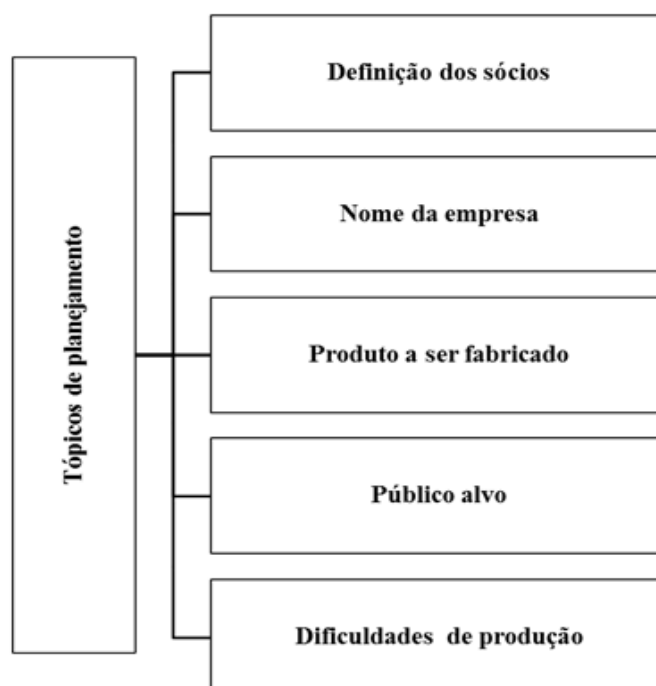 Tópicos de planejamento
Definição dos sócios
Nome da empresa
Produto a ser fabricado
Público alvo
Dificuldades de produção